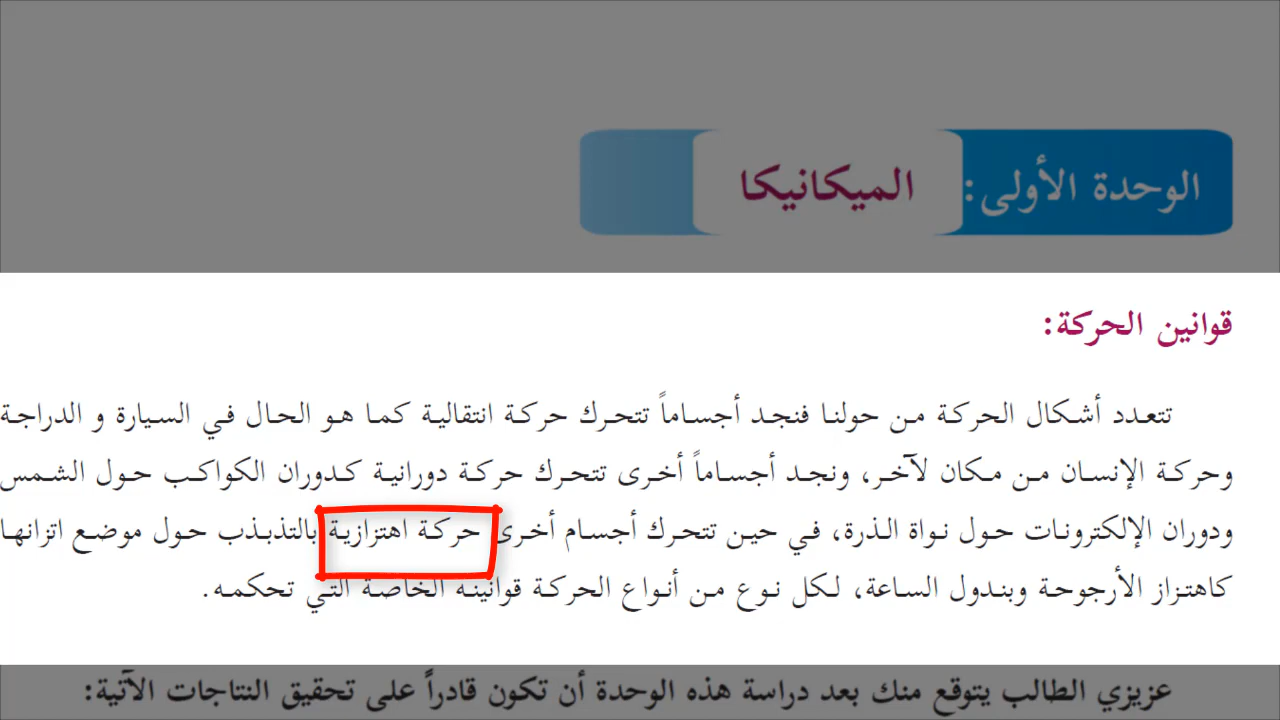 الوحدة الأولى:
الميكانيكا
قوانين الحركة:
تتعدد أشكال الحركة من حولنا فنجد أجساماً تتحرك حركة انتقالية كما هو الحال في السيارة و الدراجة
وحركة الإنسان من مكان لآخر، ونجد أجساماً أخرى تتحرك حركة دورانية كدوران الكواكب حول الشمس
ودوران الإلكترونات حول نواة الذرة، في حين تتحرك أجسام أخرى حركة اهتزازية بالتذبذب حول موضع اتزانها
كاهتزاز الأرجوحة وبندول الساعة، لكل نوع من أنواع الحركة قوانينه الخاصة التي تحكمه.
عزيزي الطالب يتوقع منك بعد دراسة هذه الوحدة أن تكون قادراً على تحقيق النتاجات الآتية: